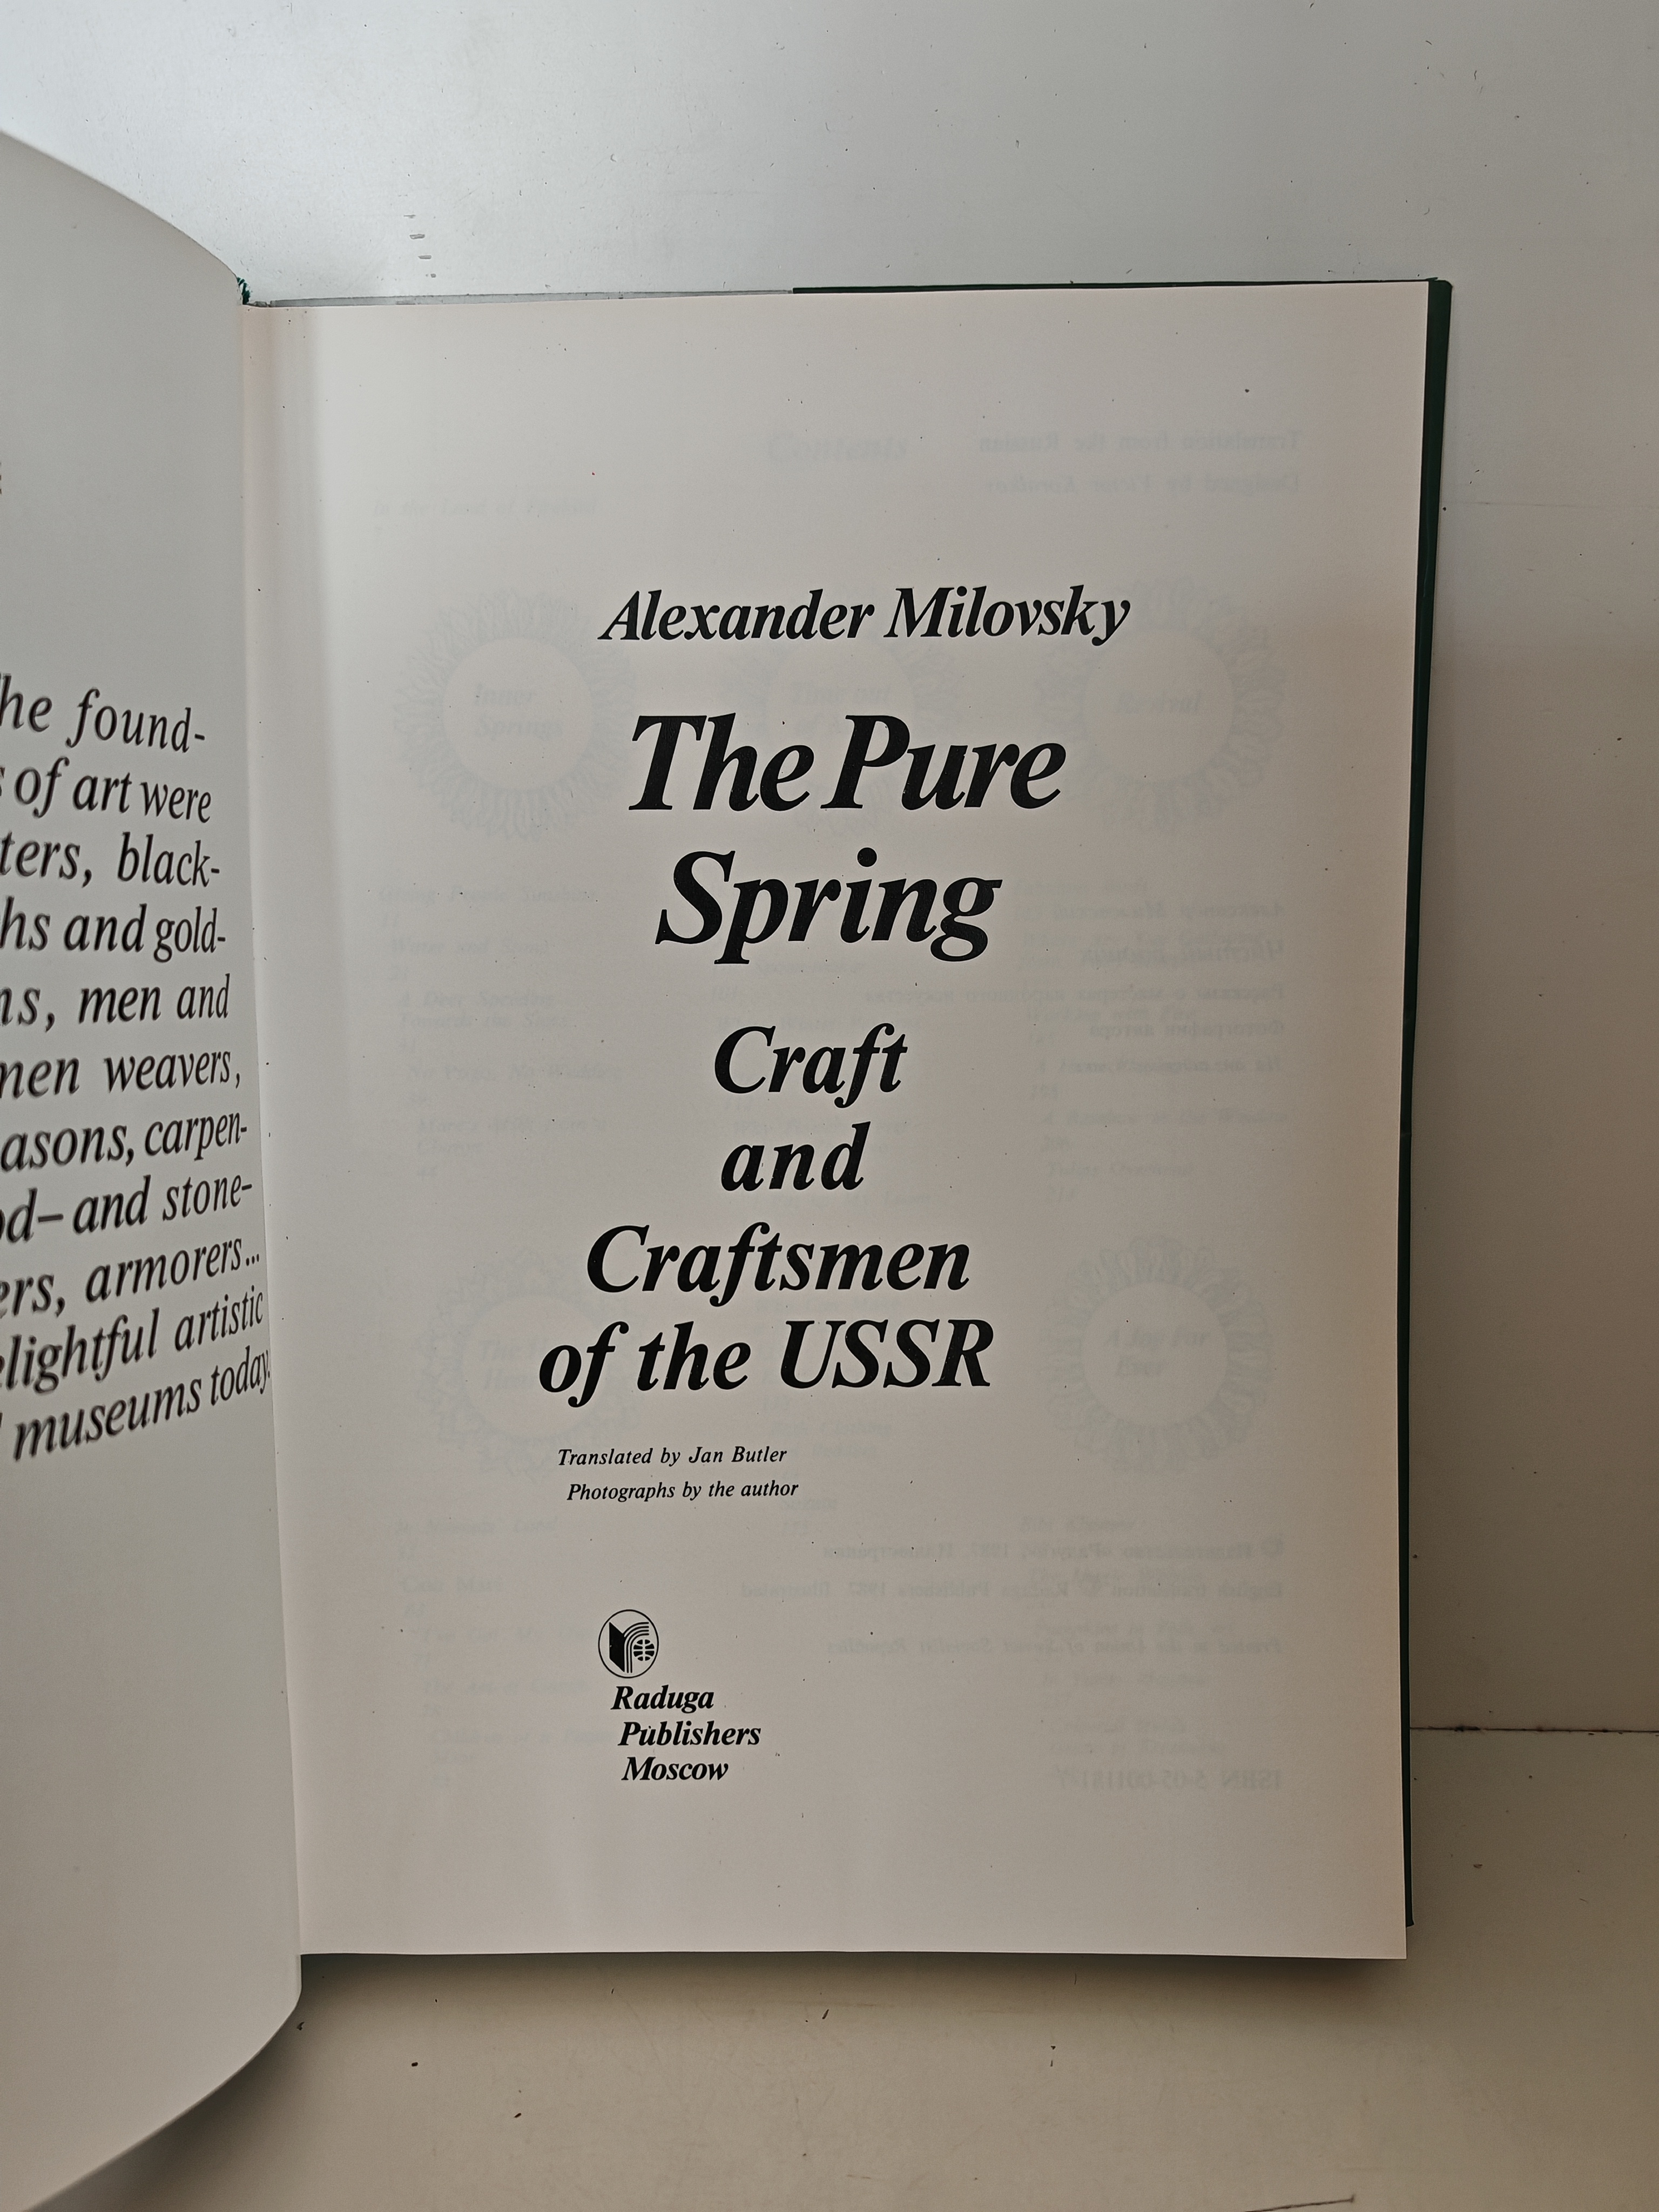 he found-
of art were
ters, black-
hs and gold-
ns, men and
men weavers,
asons, carpen-
od—and stone-
ers, armorers...
lightful artistic
museums today.
Alexander Milovsky
The Pure
Spring
Craft
and
Craftsmen
of the USSR
Translated by Jan Butler
Photographs by the author
Raduga
Publishers
Moscow